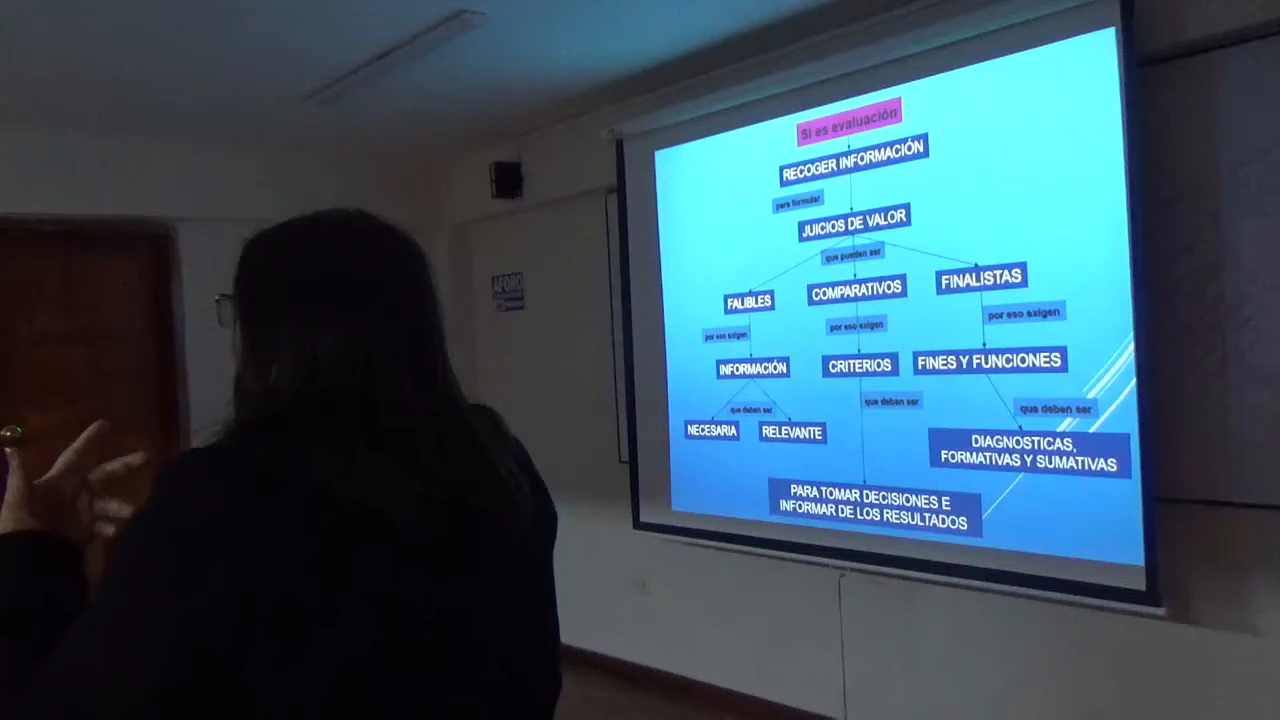 Si es evaluación
RECOGER INFORMACIÓN
para formular
JUICIOS DE VALOR
que pueden ser
FALIBLES
COMPARATIVOS
FINALISTAS
por eso exigen
por eso exigen
por eso exigen
INFORMACIÓN
CRITERIOS
FINES Y FUNCIONES
que deben ser
que deben ser
que deben ser
NECESARIA
RELEVANTE
DIAGNOSTICAS,
FORMATIVAS Y SUMATIVAS
PARA TOMAR DECISIONES E
INFORMAR DE LOS RESULTADOS
AFORO